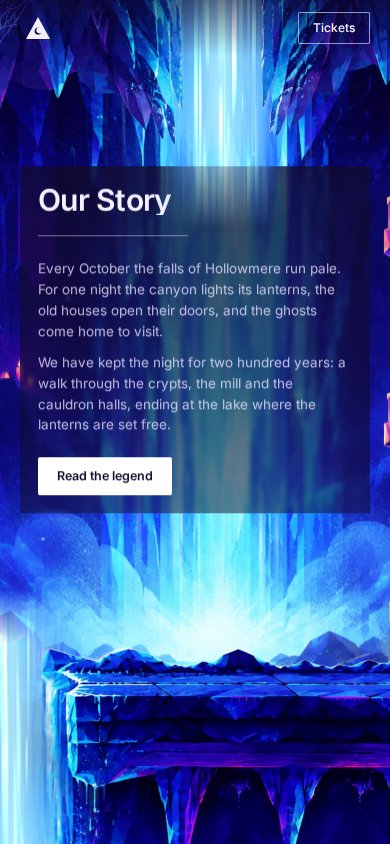 Tickets
Our Story
Every October the falls of Hollowmere run pale.
For one night the canyon lights its lanterns, the
old houses open their doors, and the ghosts
come home to visit.
We have kept the night for two hundred years: a
walk through the crypts, the mill and the
cauldron halls, ending at the lake where the
lanterns are set free.
Read the legend